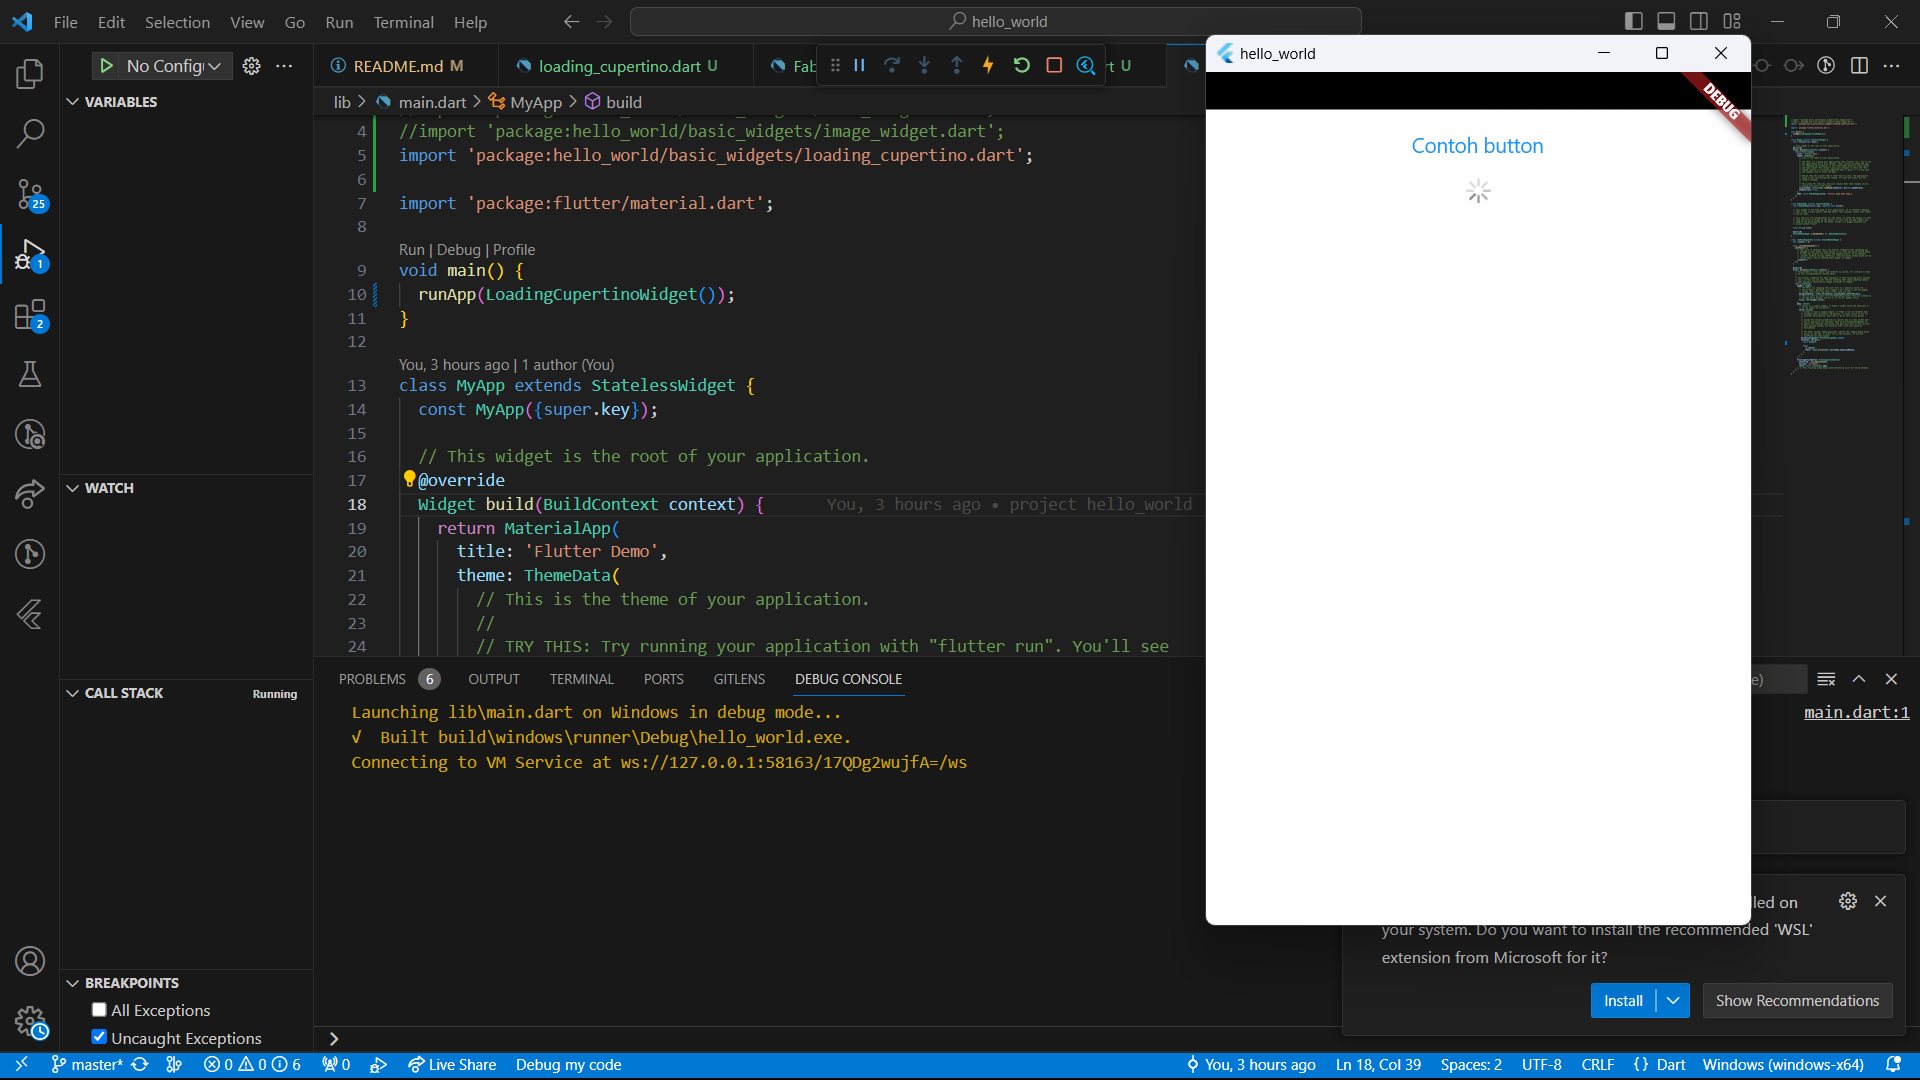 File Edit Selection View Go Run Terminal Help
hello_world
No Config
README.md M
loading_cupertino.dart U
Fab
rt U
VARIABLES
lib > main.dart > MyApp > build
4 //import 'package:hello_world/basic_widgets/image_widget.dart';
5 import 'package:hello_world/basic_widgets/loading_cupertino.dart';
6
7 import 'package:flutter/material.dart';
8
Run | Debug | Profile
9 void main() {
10 runApp(LoadingCupertinoWidget());
11 }
12
You, 3 hours ago | 1 author (You)
13 class MyApp extends StatelessWidget {
14 const MyApp({super.key});
15
16 // This widget is the root of your application.
17 @override
18 Widget build(BuildContext context) { You, 3 hours ago • project hello_world
19 return MaterialApp(
20 title: 'Flutter Demo',
21 theme: ThemeData(
22 // This is the theme of your application.
23 //
24 // TRY THIS: Try running your application with "flutter run". You'll see
25
1
2
WATCH
CALL STACK Running
BREAKPOINTS
All Exceptions
Uncaught Exceptions
PROBLEMS 6 OUTPUT TERMINAL PORTS GITLENS DEBUG CONSOLE
e)
Launching lib\main.dart on Windows in debug mode...
main.dart:1
√ Built build\windows\runner\Debug\hello_world.exe.
Connecting to VM Service at ws://127.0.0.1:58163/17QDg2wujfA=/ws
hello_world
DEBUG
Contoh button
led on
your system. Do you want to install the recommended 'WSL'
extension from Microsoft for it?
Install Show Recommendations
master* 0 0 6 0 Live Share Debug my code You, 3 hours ago Ln 18, Col 39 Spaces: 2 UTF-8 CRLF {} Dart Windows (windows-x64)